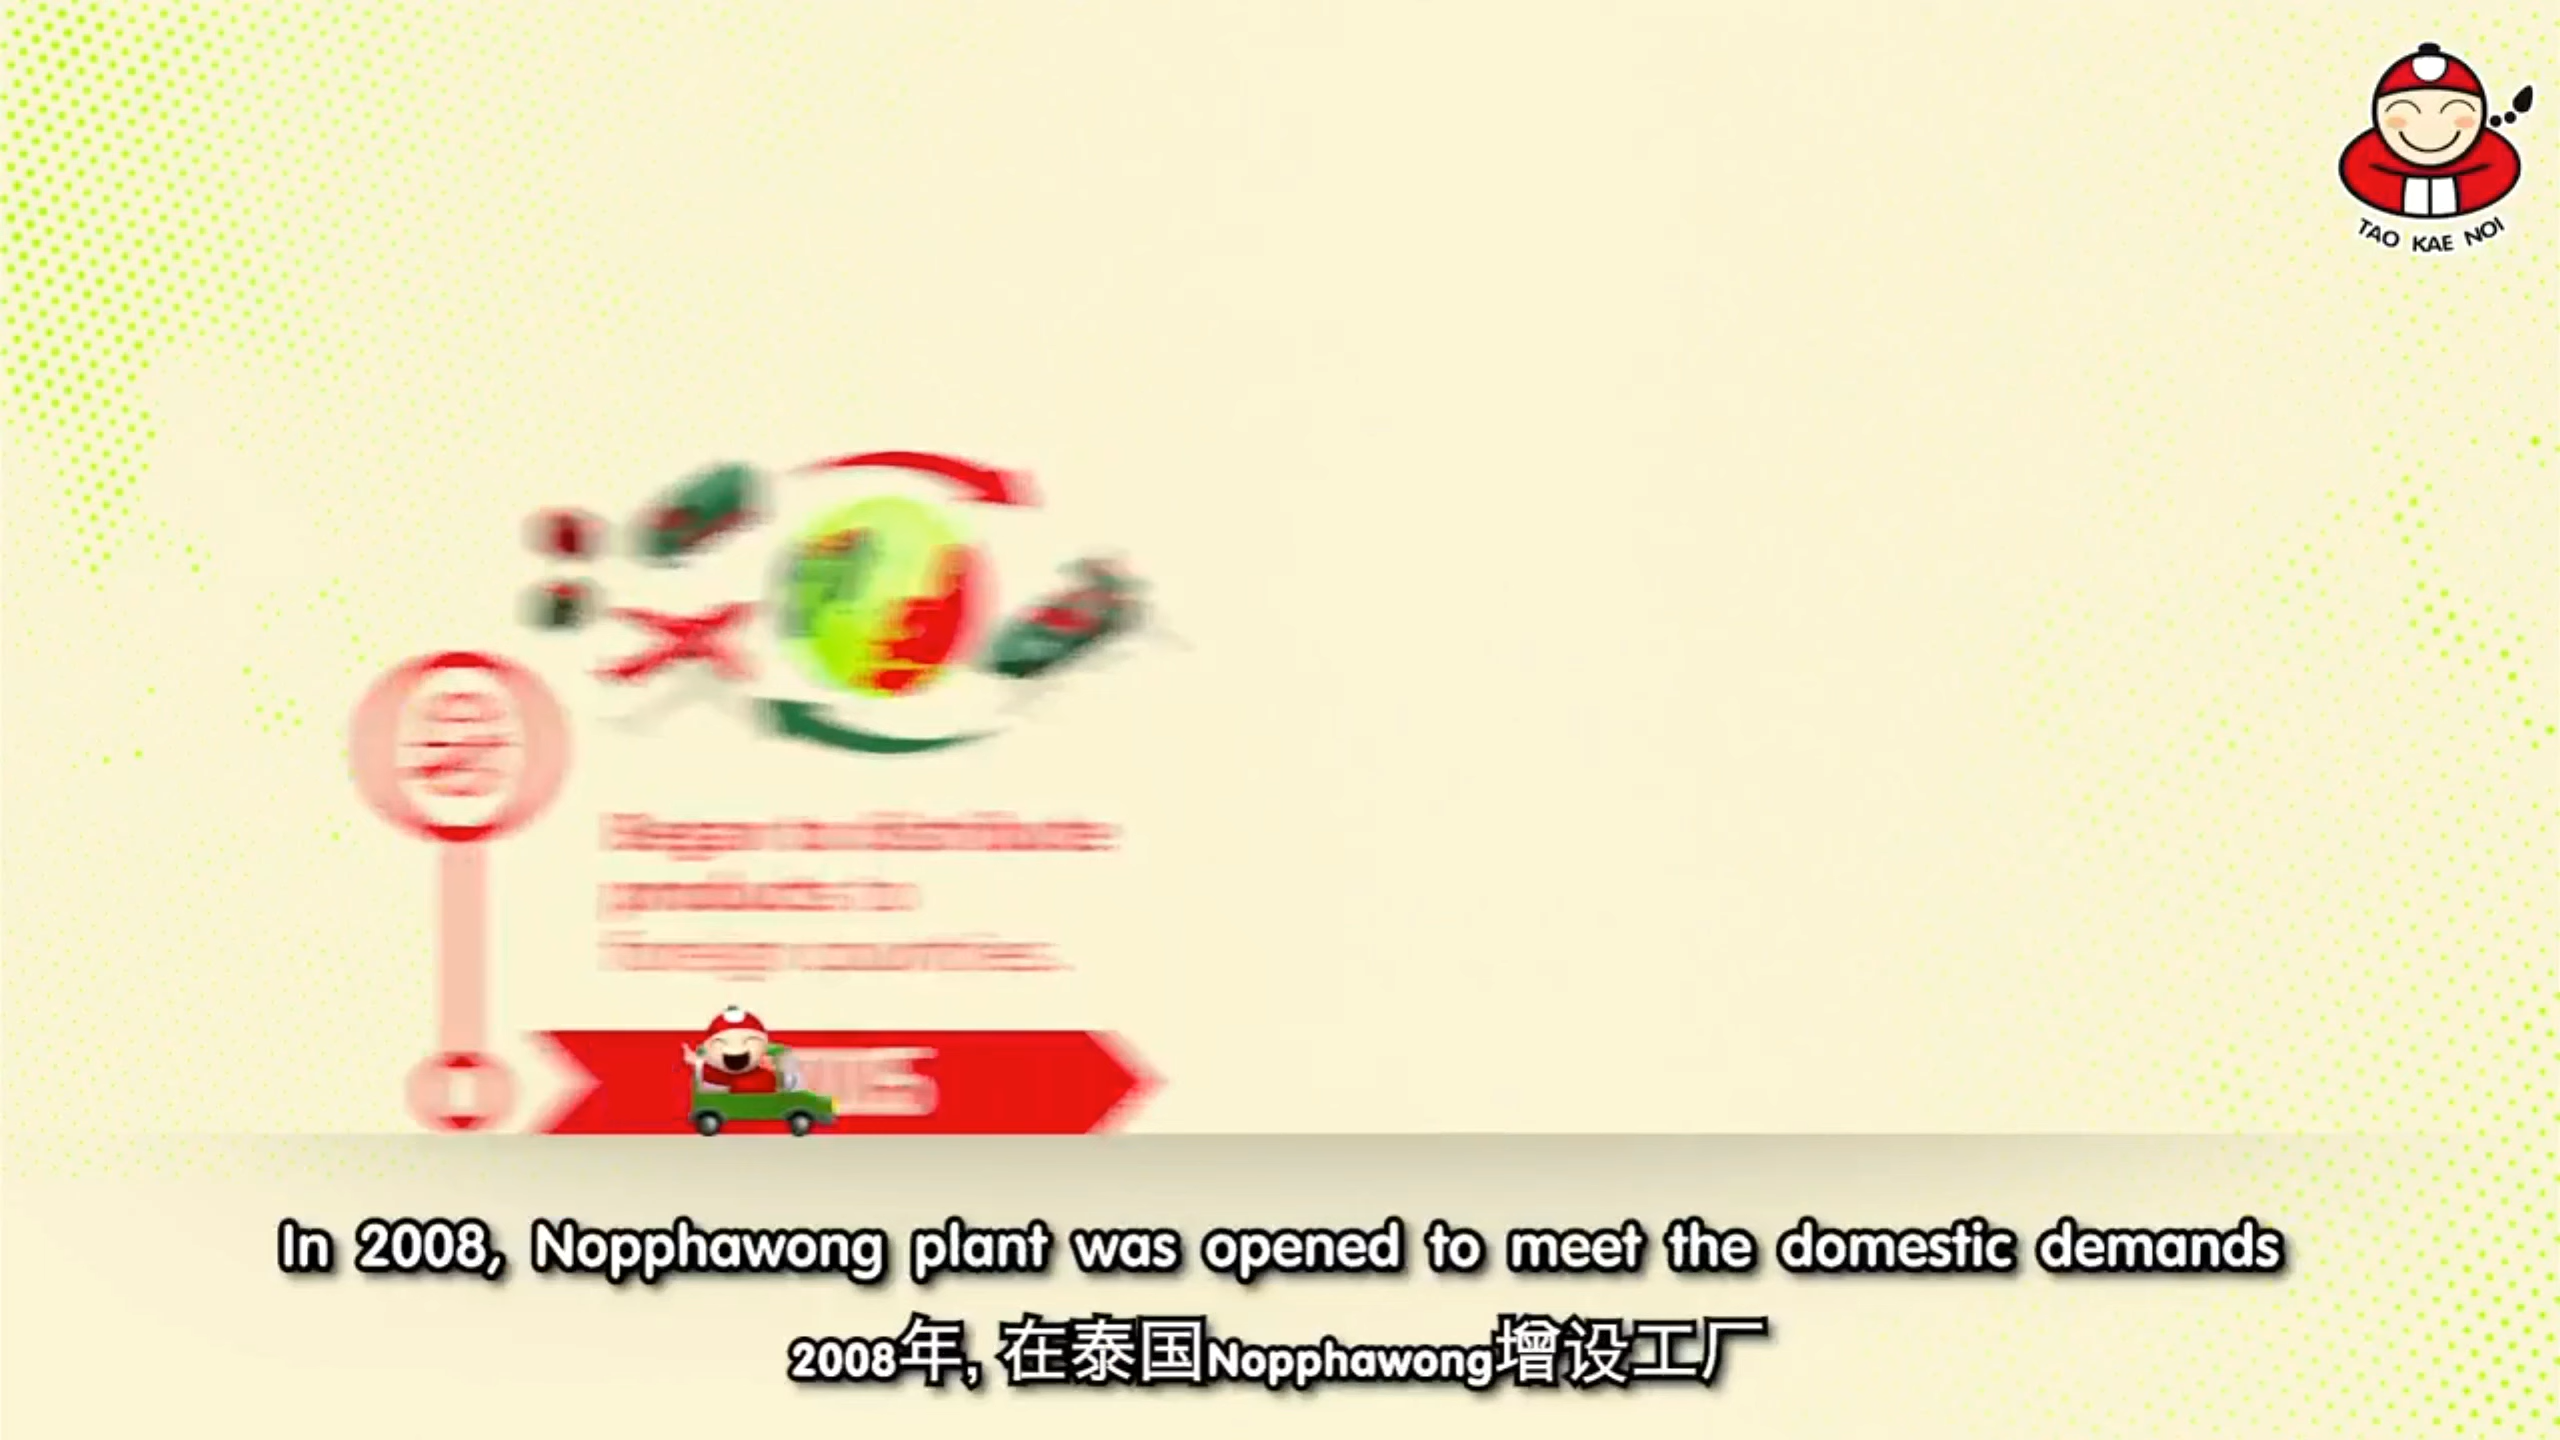 TAO KAE NOI
In 2008, Nopphawong plant was opened to meet the domestic demands
2008年, 在泰国Nopphawong增设工厂